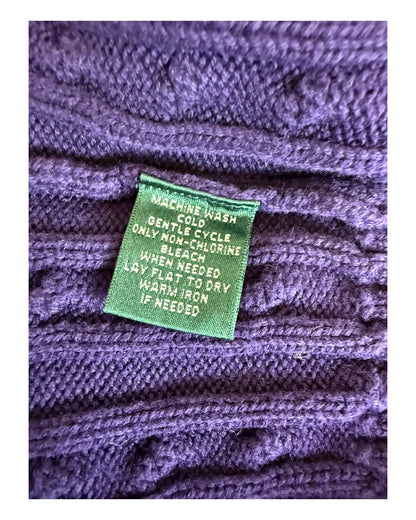 MACHINE WASH
COLD
GENTLE CYCLE
ONLY NON-CHLORINE
BLEACH
WHEN NEEDED
LAY FLAT TO DRY
WARM IRON
IF NEEDED